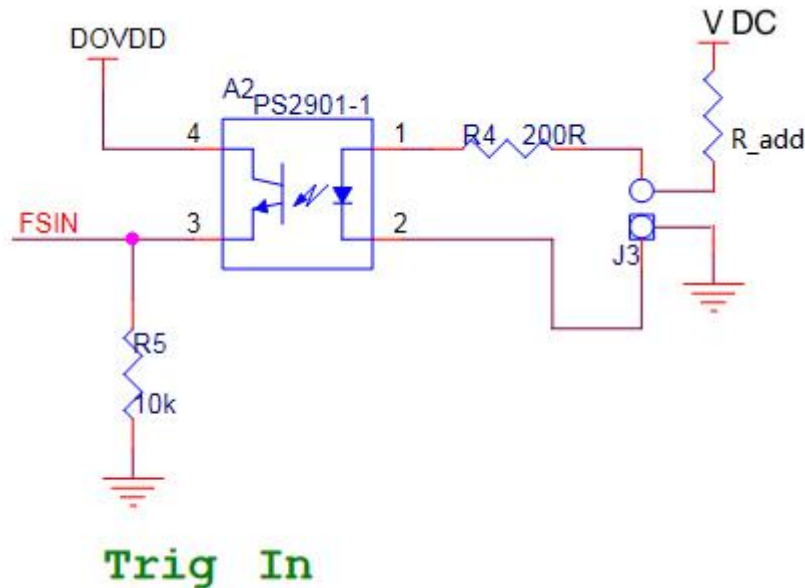 V DC
DOVDD
A2
PS2901-1
4
1
R4 200R
R_add
FSIN
3
2
J3
R5
10k
Trig In